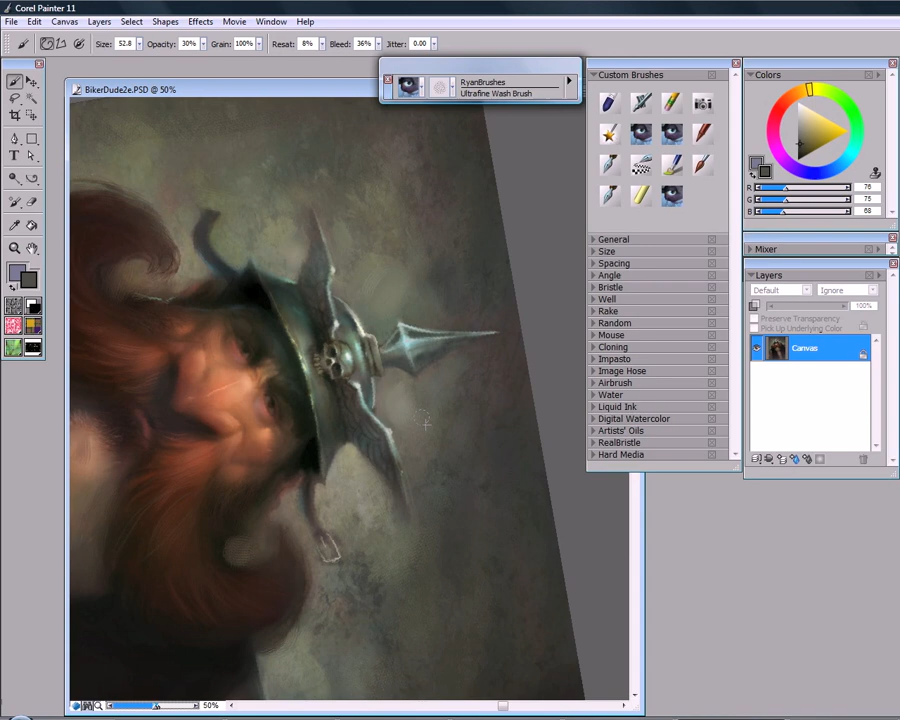 Corel Painter 11
File Edit Canvas Layers Select Shapes Effects Movie Window Help
Size: 52.8 Opacity: 30% Grain: 100% Resat: 8% Bleed: 36% Jitter: 0.00
BikerDude2e.PSD @ 50%
RyanBrushes
Ultrafine Wash Brush
Custom Brushes
General
Size
Spacing
Angle
Bristle
Well
Rake
Random
Mouse
Cloning
Impasto
Image Hose
Airbrush
Water
Liquid Ink
Digital Watercolor
Artists' Oils
RealBristle
Hard Media
Colors
R 76
G 75
B 68
Mixer
Layers
Default Ignore
100%
Preserve Transparency
Pick Up Underlying Color
Canvas
T
50%